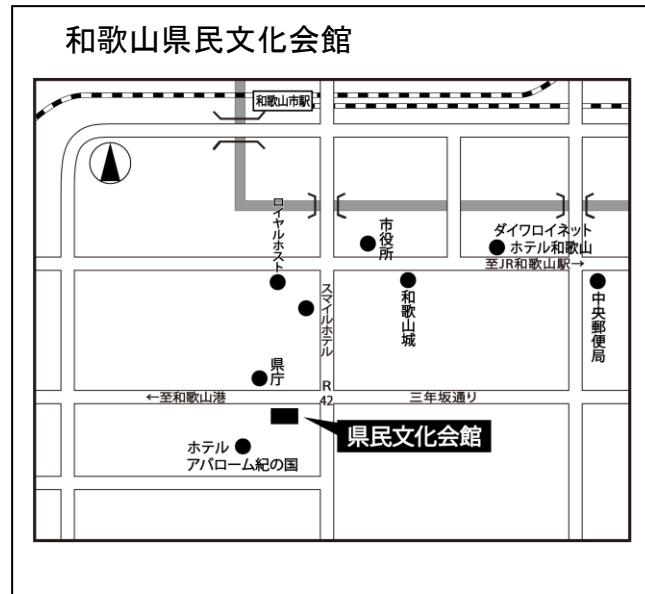 和歌山県民文化会館
和歌山市駅
ロイヤルホスト
市役所
ダイワロイネット
ホテル和歌山
至JR和歌山駅→
スマイルホテル
和歌山城
中央郵便局
県庁
←至和歌山港
R
42
三年坂通り
県民文化会館
ホテル
アバローム紀の国